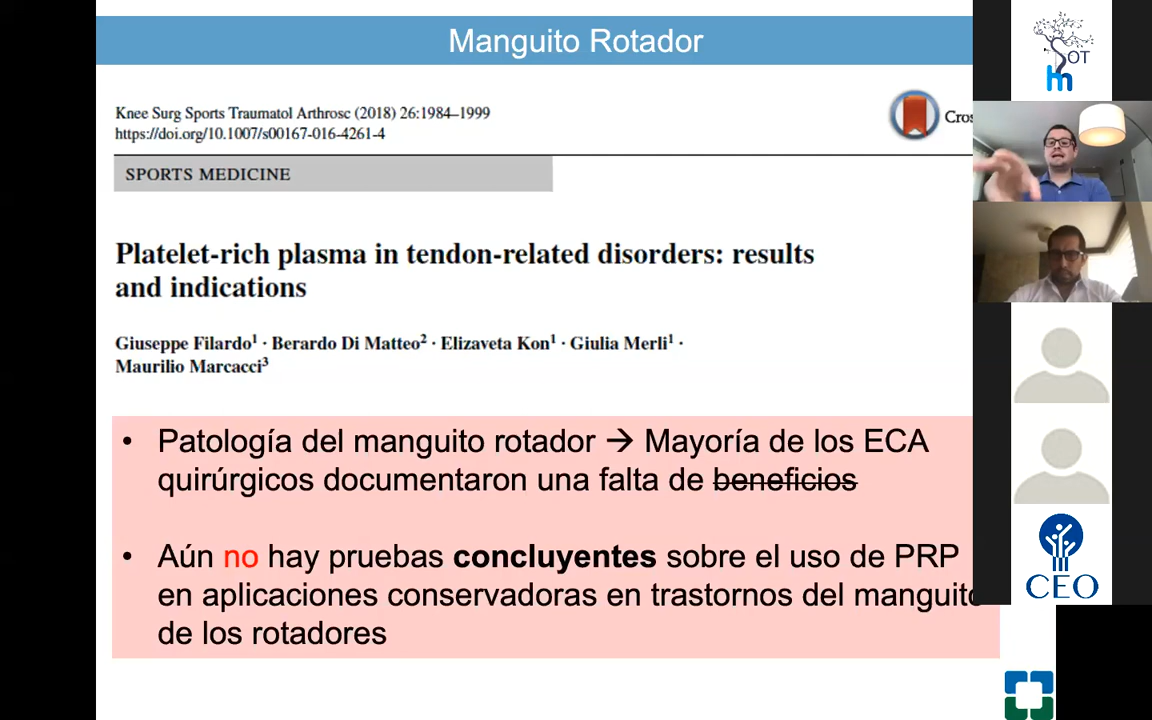 Manguito Rotador
Knee Surg Sports Traumatol Arthrosc (2018) 26:1984–1999
https://doi.org/10.1007/s00167-016-4261-4
Cros
SPORTS MEDICINE
Platelet-rich plasma in tendon-related disorders: results
and indications
Giuseppe Filardo¹ · Berardo Di Matteo² · Elizaveta Kon¹ · Giulia Merli¹ ·
Maurilio Marcacci³
• Patología del manguito rotador → Mayoría de los ECA
quirúrgicos documentaron una falta de beneficios
• Aún no hay pruebas concluyentes sobre el uso de PRP
en aplicaciones conservadoras en trastornos del manguito
de los rotadores
SOT
hm
CEO